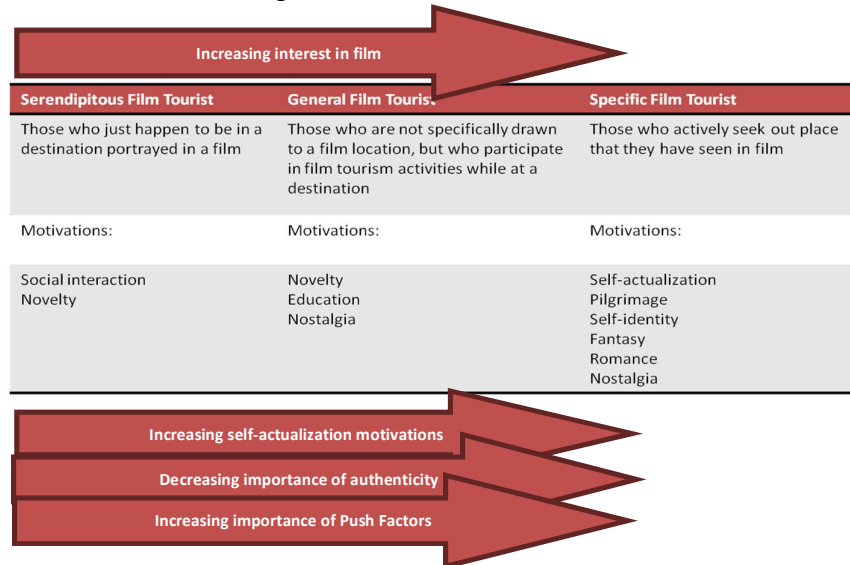 Increasing interest in film
Serendipitous Film Tourist
General Film Tourist
Specific Film Tourist
Those who just happen to be in a
destination portrayed in a film
Those who are not specifically drawn
to a film location, but who participate
in film tourism activities while at a
destination
Those who actively seek out place
that they have seen in film
Motivations:
Motivations:
Motivations:
Social interaction
Novelty
Novelty
Education
Nostalgia
Self-actualization
Pilgrimage
Self-identity
Fantasy
Romance
Nostalgia
Increasing self-actualization motivations
Decreasing importance of authenticity
Increasing importance of Push Factors